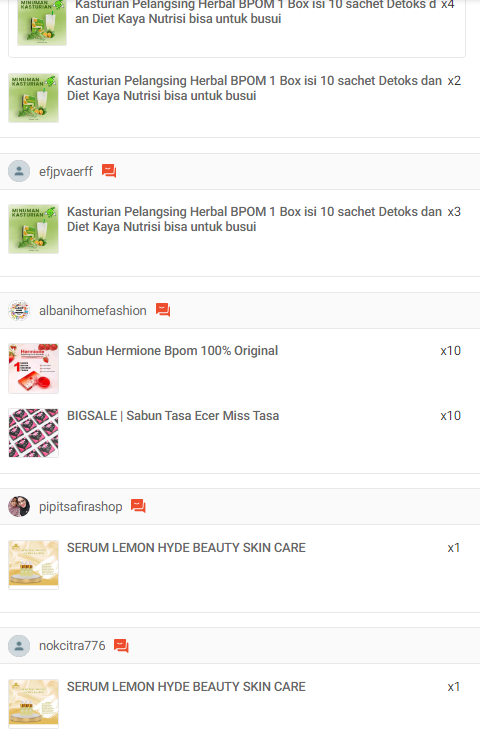 Kasturian Pelangsing Herbal BPOM 1 Box isi 10 sachet Detoks d x4
an Diet Kaya Nutrisi bisa untuk busui
MINUMAN
KASTURIAN
Kasturian Pelangsing Herbal BPOM 1 Box isi 10 sachet Detoks dan x2
Diet Kaya Nutrisi bisa untuk busui
MINUMAN
KASTURIAN
efjpvaerff
Kasturian Pelangsing Herbal BPOM 1 Box isi 10 sachet Detoks dan x3
Diet Kaya Nutrisi bisa untuk busui
MINUMAN
KASTURIAN
albanihomefashion
Sabun Hermione Bpom 100% Original x10
Hermione
1
BIGSALE | Sabun Tasa Ecer Miss Tasa x10
pipitsafirashop
SERUM LEMON HYDE BEAUTY SKIN CARE x1
nokcitra776
SERUM LEMON HYDE BEAUTY SKIN CARE x1